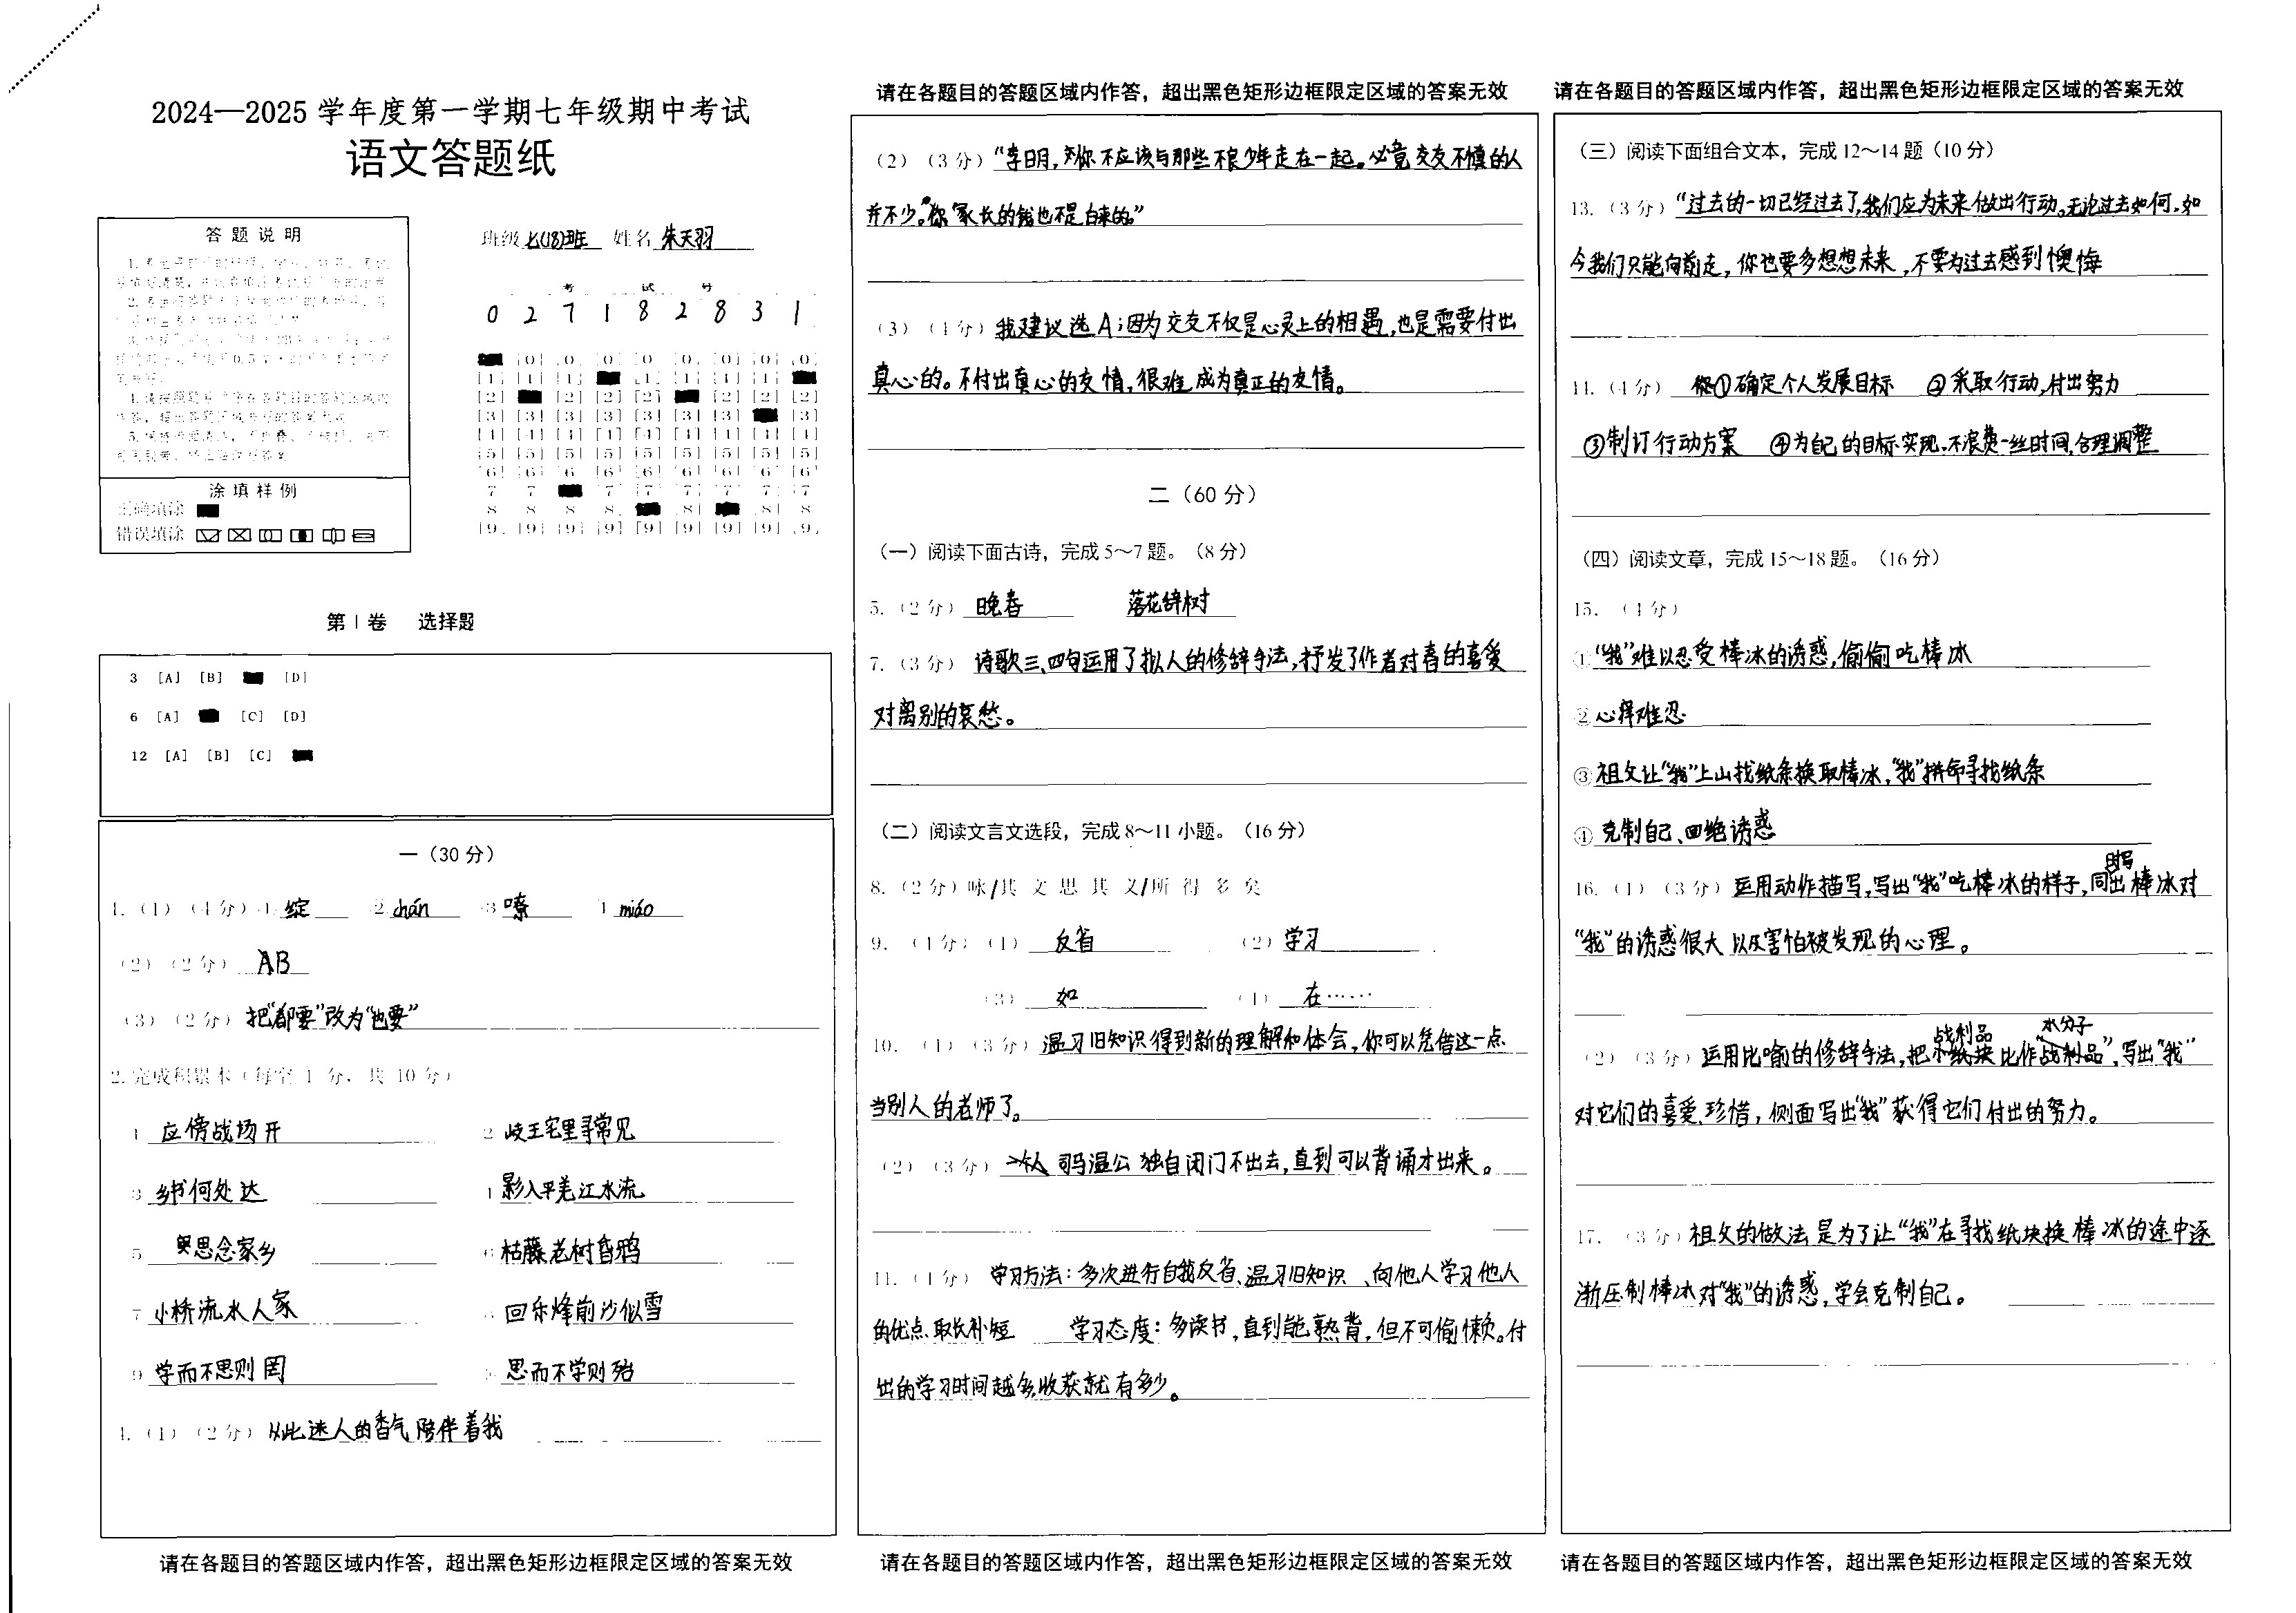 2024—2025 学年度第一学期七年级期中考试
语文答题纸
答 题 说 明
涂 填 样 例
正确填涂
错误填涂
班级 七(18)班 姓名 朱天羽
考 试 号
0 2 7 1 8 2 8 3 1
第 I 卷 选择题
3 [A] [B] [D]
6 [A] [C] [D]
12 [A] [B] [C]
一（30 分）
1.（1）（4 分） 1 绽 2 chán 3 嘹 4 miáo
（2）（2 分） AB
（3）（2 分） 把“都要”改为“也要”
2.完成积累本（每空 1 分，共 10 分）
1 应傍战场开 2 岐王宅里寻常见
3 乡书何处达 4 影入平羌江水流
5 思念家乡 6 枯藤老树昏鸦
7 小桥流水人家 8 回乐烽前沙似雪
9 学而不思则罔 思而不学则殆
4.（1）（2 分） 从此迷人的香气陪伴着我
请在各题目的答题区域内作答，超出黑色矩形边框限定区域的答案无效
请在各题目的答题区域内作答，超出黑色矩形边框限定区域的答案无效
（2）（3 分）“李明，你不应该与那些不良少年走在一起。必竟交友不慎的人
并不少。你家长的钱也不是白来的。”
（3）（4 分） 我建议选A；因为交友不仅是心灵上的相遇，也是需要付出
真心的。不付出真心的友情，很难成为真正的友情。
二（60 分）
（一）阅读下面古诗，完成 5～7 题。（8 分）
5.（2 分） 晚春 落花辞树
7.（3 分） 诗歌三、四句运用了拟人的修辞手法，抒发了作者对春的喜爱
对离别的哀愁。
（二）阅读文言文选段，完成 8～11 小题。（16 分）
8.（2 分）咏/其 文 思 其 义/所 得 多 矣
9.（4 分）（1） 反省 （2） 学习
（3） 如 （4） 在……
10.（1）（3 分） 温习旧知识得到新的理解和体会，你可以凭借这一点
当别人的老师了。
（2）（3 分） 司马温公 独自闭门不出去，直到可以背诵才出来。
11.（4 分） 学习方法：多次进行自我反省、温习旧知识 、向他人学习他人
的优点、取长补短 学习态度：多读书，直到能熟背，但不可偷懒。付
出的学习时间越多，收获就有多少。
请在各题目的答题区域内作答，超出黑色矩形边框限定区域的答案无效
请在各题目的答题区域内作答，超出黑色矩形边框限定区域的答案无效
（三）阅读下面组合文本，完成 12～14 题（10 分）
13.（3 分）“过去的一切已经过去了，我们应为未来做出行动。无论过去如何，如
今我们只能向前走，你也要多想想未来，不要为过去感到懊悔
14.（4 分） ①确定个人发展目标 ②采取行动，付出努力
③制订行动方案 ④为自己的目标实现，不浪费一丝时间，合理调整
（四）阅读文章，完成 15～18 题。（16 分）
15.（4 分）
①“我”难以忍受棒冰的诱惑，偷偷吃棒冰
②心痒难忍
③祖父让“我”上山找纸条换取棒冰，“我”拼命寻找纸条
④ 克制自己、回绝诱惑
16.（1）（3 分） 运用动作描写，写出“我”吃棒冰的样子，同时写出棒冰对
“我”的诱惑很大 以及害怕被发现的心理。
（2）（3 分） 运用比喻的修辞手法，把战利品比作“水分子”，写出“我”
对它们的喜爱、珍惜，侧面写出“我”获得它们付出的努力。
17.（3 分） 祖父的做法是为了让“我”在寻找纸块换棒冰的途中逐
渐压制棒冰对“我”的诱惑，学会克制自己。
请在各题目的答题区域内作答，超出黑色矩形边框限定区域的答案无效